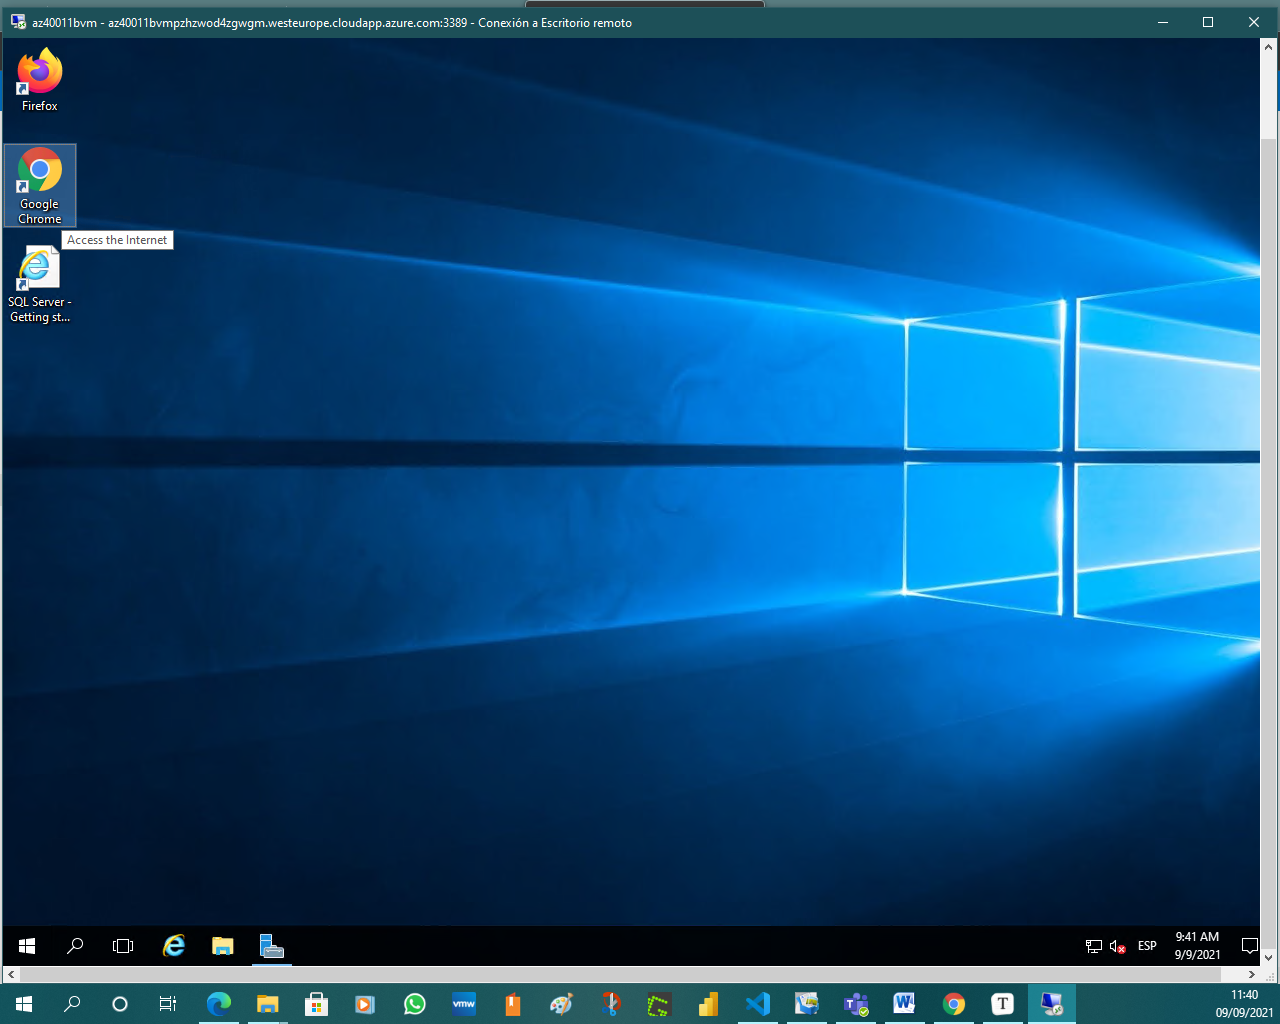 az40011bvm - az40011bvmpzhzwod4zgwgm.westeurope.cloudapp.azure.com:3389 - Conexión a Escritorio remoto
Firefox
Google
Chrome
Access the Internet
SQL Server -
Getting st...
ESP
9:41 AM
9/9/2021
vmw
W
T
11:40
09/09/2021